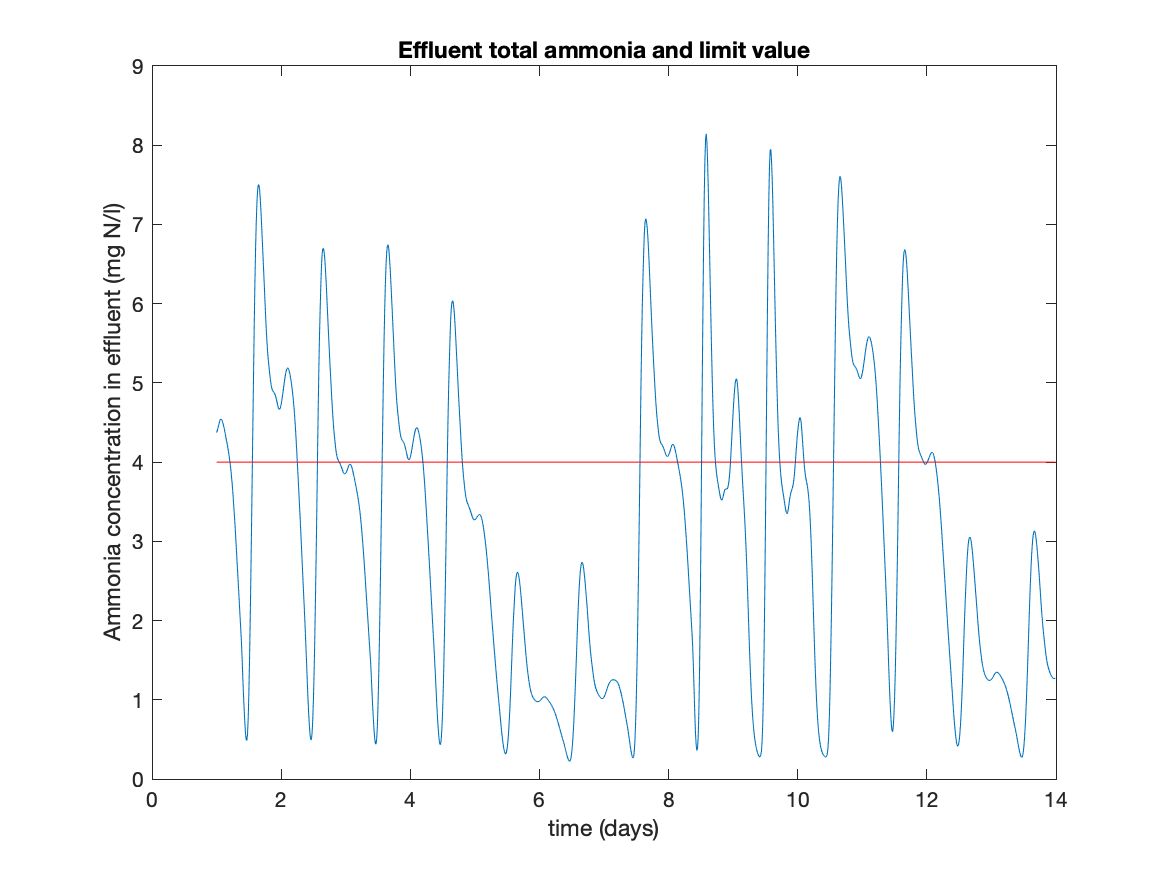 Effluent total ammonia and limit value
9
8
7
6
5
4
3
2
1
0
Ammonia concentration in effluent (mg N/l)
0 2 4 6 8 10 12 14
time (days)